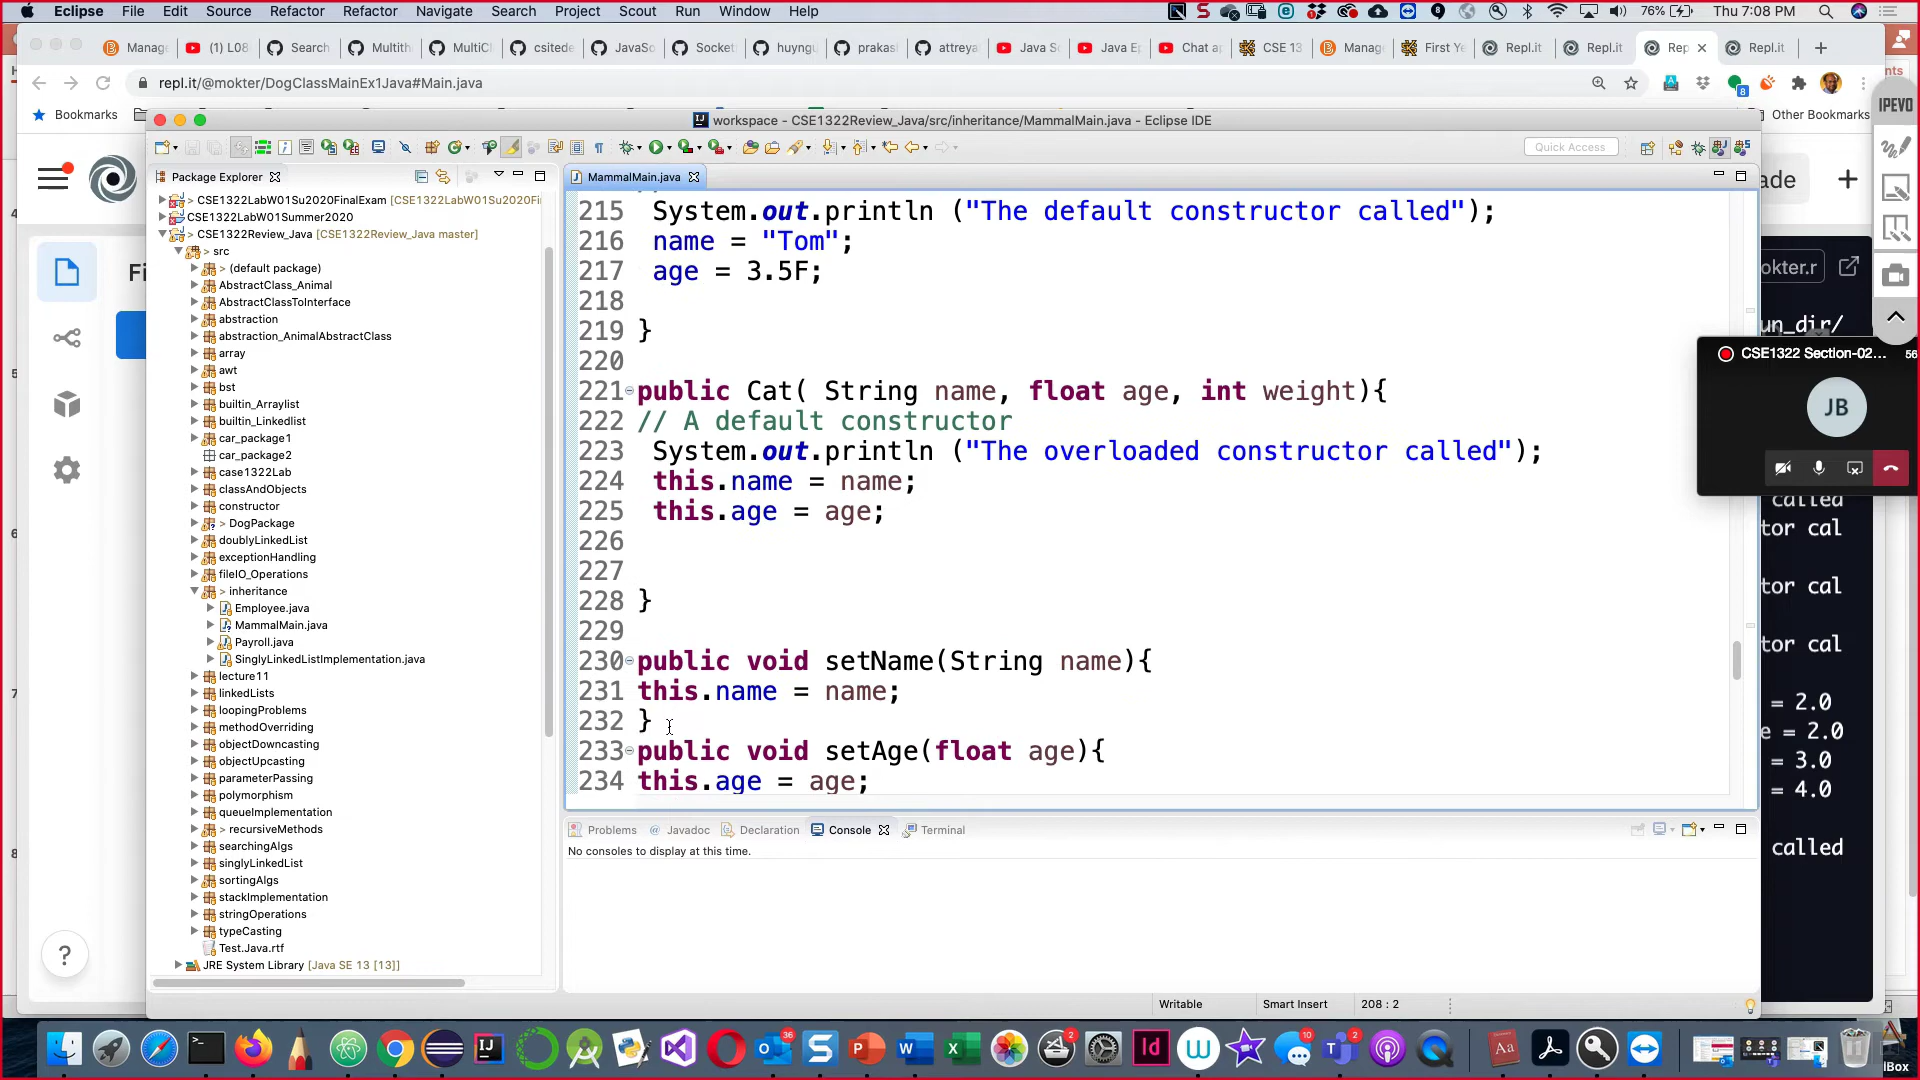 Eclipse File Edit Source Refactor Refactor Navigate Search Project Scout Run Window Help 76% Thu 7:08 PM
Manag (1) L08 Search Multith MultiCl csitede JavaSo Socket huyngu prakas attreya Java S Java E Chat a CSE 13 Manag First Ye Repl.it Repl.it Rep Repl.it
repl.it/@mokter/DogClassMainEx1Java#Main.java
Bookmarks Other Bookmarks
IPEVO
workspace - CSE1322Review_Java/src/inheritance/MammalMain.java - Eclipse IDE
Quick Access
Package Explorer
MammalMain.java
> CSE1322LabW01Su2020FinalExam [CSE1322LabW01Su2020Fi
CSE1322LabW01Summer2020
> CSE1322Review_Java [CSE1322Review_Java master]
> src
> (default package)
AbstractClass_Animal
AbstractClassToInterface
abstraction
abstraction_AnimalAbstractClass
array
awt
bst
builtin_Arraylist
builtin_Linkedlist
car_package1
car_package2
case1322Lab
classAndObjects
constructor
> DogPackage
doublyLinkedList
exceptionHandling
fileIO_Operations
> inheritance
Employee.java
MammalMain.java
Payroll.java
SinglyLinkedListImplementation.java
lecture11
linkedLists
loopingProblems
methodOverriding
objectDowncasting
objectUpcasting
parameterPassing
polymorphism
queueImplementation
> recursiveMethods
searchingAlgs
singlyLinkedList
sortingAlgs
stackImplementation
stringOperations
typeCasting
Test.Java.rtf
JRE System Library [Java SE 13 [13]]
215 System.out.println ("The default constructor called");
216 name = "Tom";
217 age = 3.5F;
218
219 }
220
221 public Cat( String name, float age, int weight){
222 // A default constructor
223 System.out.println ("The overloaded constructor called");
224 this.name = name;
225 this.age = age;
226
227
228 }
229
230 public void setName(String name){
231 this.name = name;
232 }
233 public void setAge(float age){
234 this.age = age;
Problems @ Javadoc Declaration Console Terminal
No consoles to display at this time.
Writable Smart Insert 208 : 2
Fi
ade
okter.r
un_dir/
CSE1322 Section-02... 56
JB
called
tor cal
tor cal
tor cal
= 2.0
e = 2.0
= 3.0
= 4.0
called
IBox